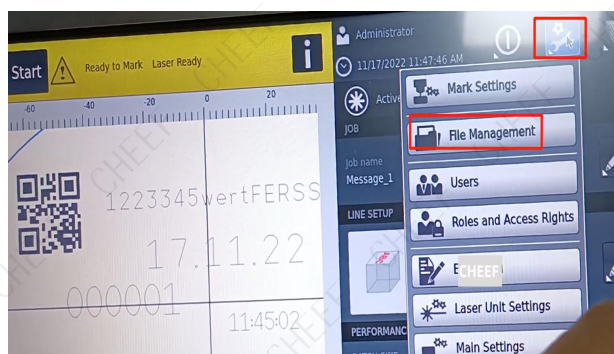 Administrator
Start
Ready to Mark Laser Ready
i
11/17/2022 11:47:46 AM
-60 -40 -20 0 20
Active
Mark Settings
JOB
File Management
Job name
Message_1
Users
1223345wertFERSS
LINE SETUP
Roles and Access Rights
17.11.22
CHEEF
000001
Laser Unit Settings
11:45:02
PERFORMANC
Main Settings
CHEEF